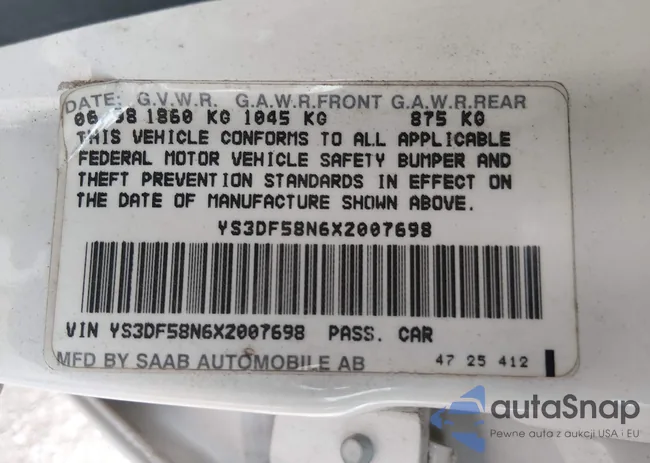 DATE: G.V.W.R. G.A.W.R.FRONT G.A.W.R.REAR
06 98 1860 KG 1045 KG 875 KG
THIS VEHICLE CONFORMS TO ALL APPLICABLE
FEDERAL MOTOR VEHICLE SAFETY BUMPER AND
THEFT PREVENTION STANDARDS IN EFFECT ON
THE DATE OF MANUFACTURE SHOWN ABOVE.
YS3DF58N6X2007698
VIN YS3DF58N6X2007698 PASS. CAR
MFD BY SAAB AUTOMOBILE AB 47 25 412
autaSnap
Pewne auta z aukcji USA i EU